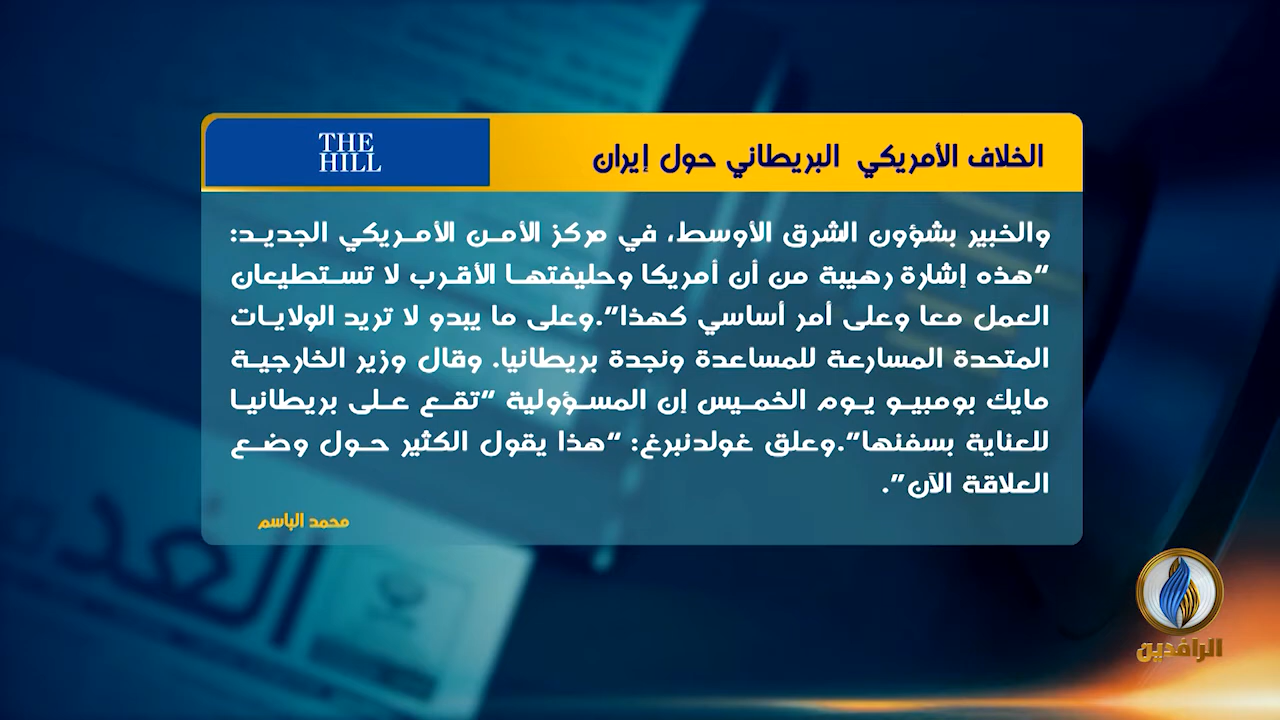 الخلاف الأمريكي البريطاني حول إيران
THE
HILL
والخبير بشؤون الشرق الأوسط، في مركز الأمن الأمريكي الجديد:
“هذه إشارة رهيبة من أن أمريكا وحليفتها الأقرب لا تستطيعان
العمل معا وعلى أمر أساسي كهذا”.وعلى ما يبدو لا تريد الولايات
المتحدة المسارعة للمساعدة ونجدة بريطانيا. وقال وزير الخارجية
مايك بومبيو يوم الخميس إن المسؤولية “تقع على بريطانيا
للعناية بسفنها”.وعلق غولدنبرغ: “هذا يقول الكثير حول وضع
العلاقة الآن”.
محمد الباسم
الرافدين